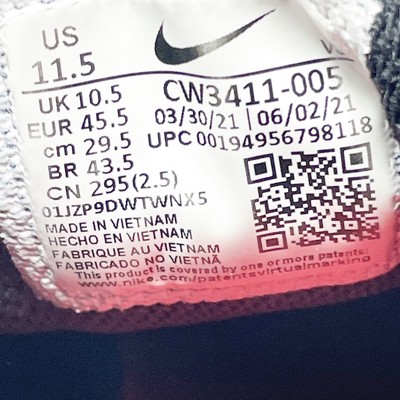 US
11.5
UK 10.5
EUR 45.5
cm 29.5
BR 43.5
CN 295(2.5)
CW3411-005
03/30/21 | 06/02/21
UPC 00194956798118
01JZP9DWTWNX5
MADE IN VIETNAM
HECHO EN VIETNAM
FABRIQUE AU VIETNAM
FABRICADO NO VIETNÃ
This product is covered by one or more patents:
www.nike.com/patentsvirtualmarking